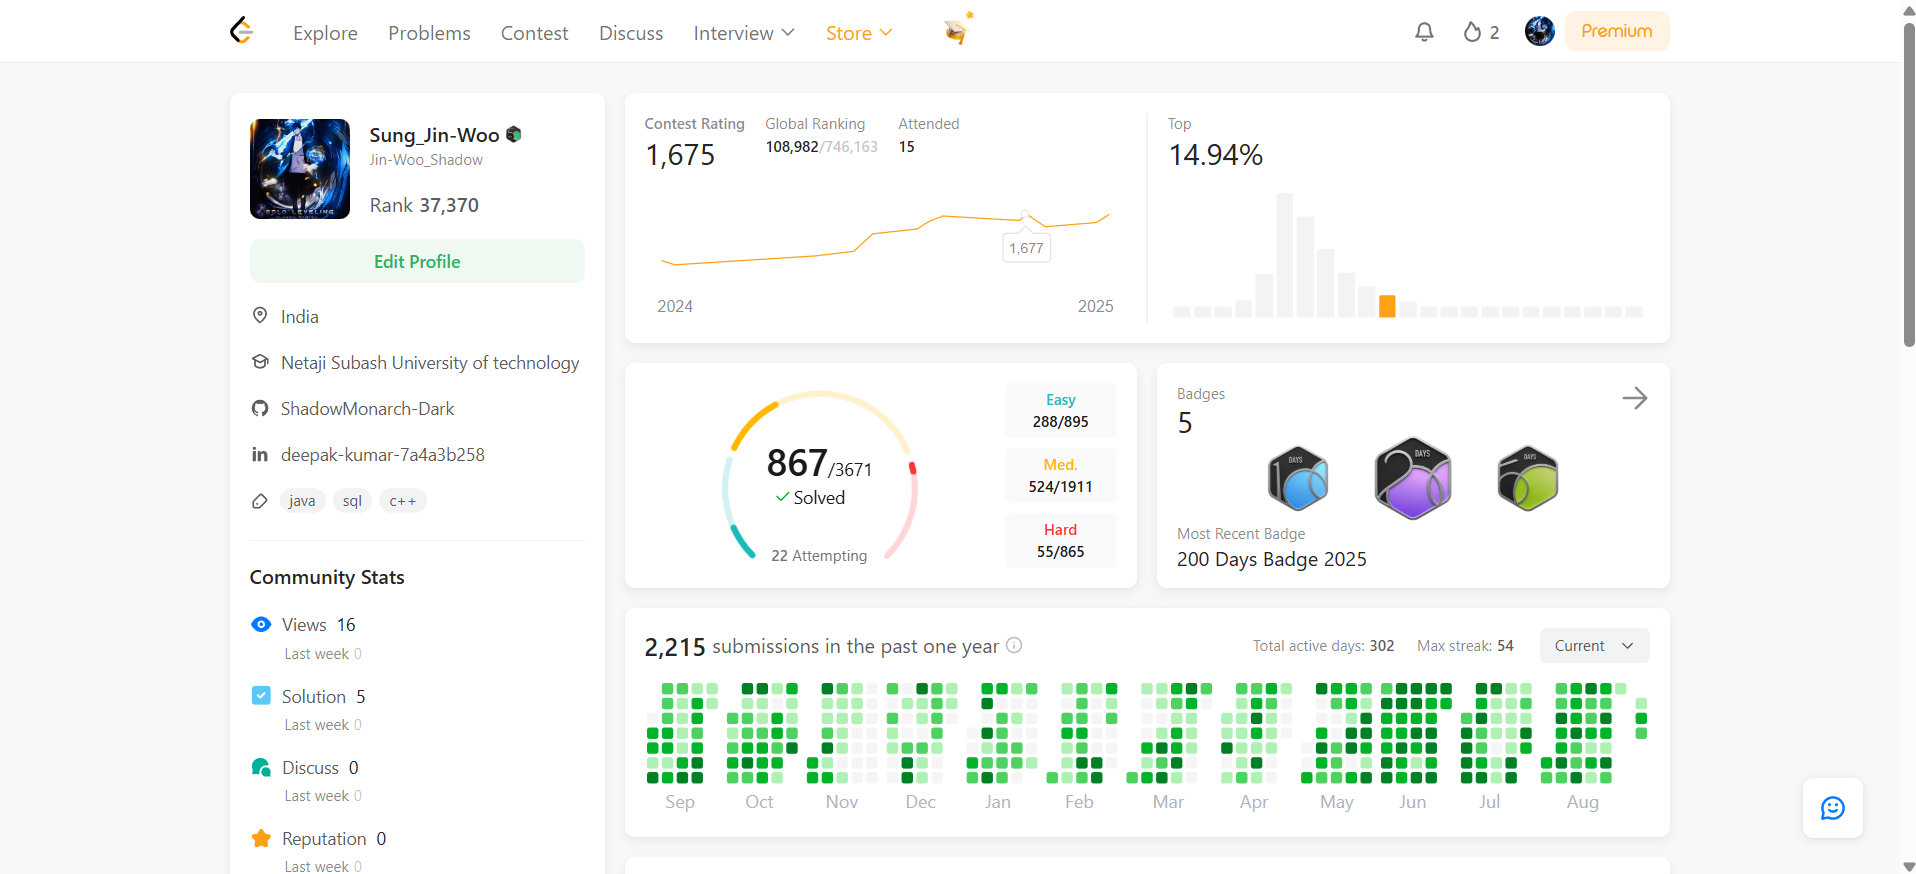 Explore Problems Contest Discuss Interview Store 2 Premium
Sung_Jin-Woo
Jin-Woo_Shadow
Rank 37,370
SOLO LEVELING
Edit Profile
India
Netaji Subash University of technology
ShadowMonarch-Dark
deepak-kumar-7a4a3b258
java sql c++
Community Stats
Views 16
Last week 0
Solution 5
Last week 0
Discuss 0
Last week 0
Reputation 0
Last week 0
Contest Rating
1,675
Global Ranking
108,982/746,163
Attended
15
1,677
2024 2025
Top
14.94%
867/3671
Solved
22 Attempting
Easy
288/895
Med.
524/1911
Hard
55/865
Badges
5
DAYS
DAYS
DAYS
Most Recent Badge
200 Days Badge 2025
2,215 submissions in the past one year
Total active days: 302 Max streak: 54 Current
Sep Oct Nov Dec Jan Feb Mar Apr May Jun Jul Aug